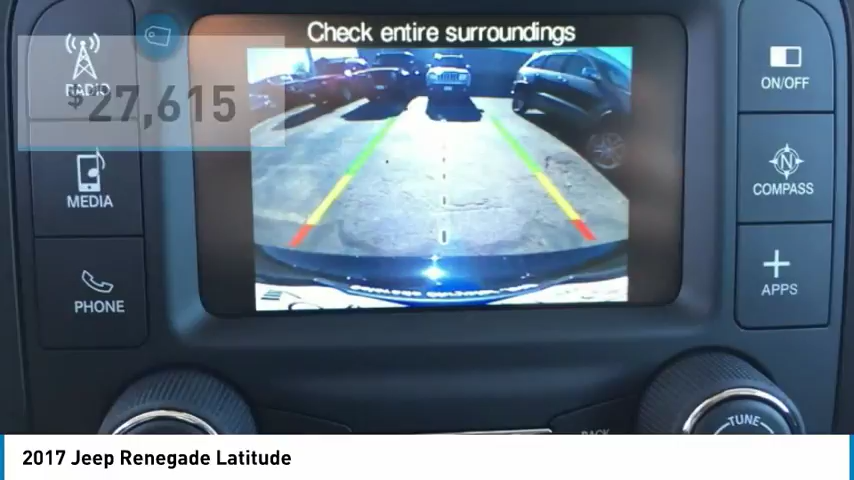 Check entire surroundings
RADIO
$27,615
MEDIA
PHONE
ON/OFF
N
COMPASS
APPS
TUNE
BACK
2017 Jeep Renegade Latitude